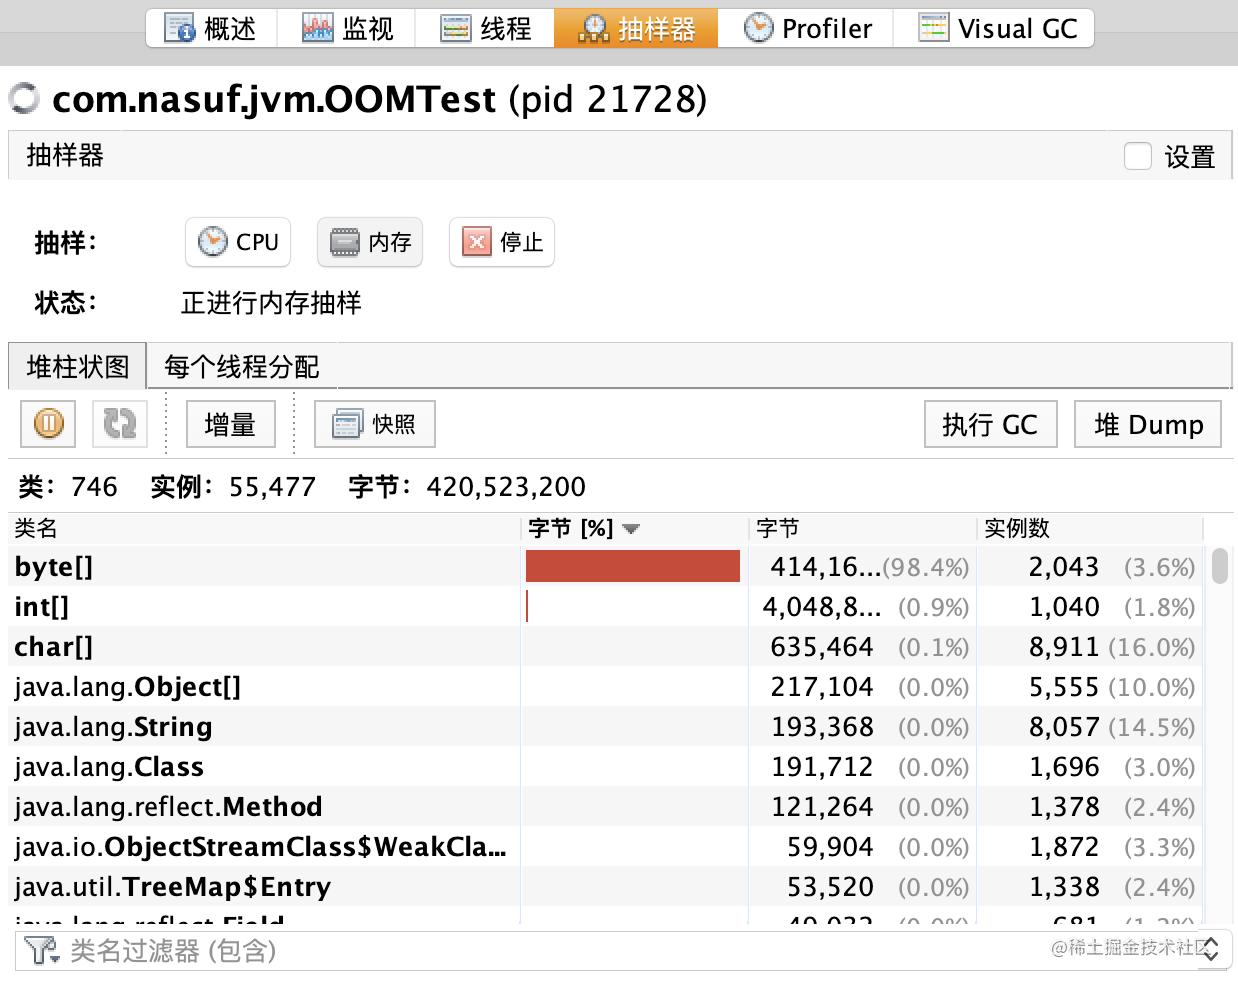 概述 监视 线程 抽样器 Profiler Visual GC
com.nasuf.jvm.OOMTest (pid 21728)
抽样器 设置
抽样: CPU 内存 停止
状态: 正进行内存抽样
堆柱状图 每个线程分配
增量 快照 执行 GC 堆 Dump
类: 746 实例: 55,477 字节: 420,523,200
类名 字节 [%] 字节 实例数
byte[] 414,16...(98.4%) 2,043 (3.6%)
int[] 4,048,8... (0.9%) 1,040 (1.8%)
char[] 635,464 (0.1%) 8,911 (16.0%)
java.lang.Object[] 217,104 (0.0%) 5,555 (10.0%)
java.lang.String 193,368 (0.0%) 8,057 (14.5%)
java.lang.Class 191,712 (0.0%) 1,696 (3.0%)
java.lang.reflect.Method 121,264 (0.0%) 1,378 (2.4%)
java.io.ObjectStreamClass$WeakCla... 59,904 (0.0%) 1,872 (3.3%)
java.util.TreeMap$Entry 53,520 (0.0%) 1,338 (2.4%)
java.lang.reflect.Field
类名过滤器 (包含)
@稀土掘金技术社区